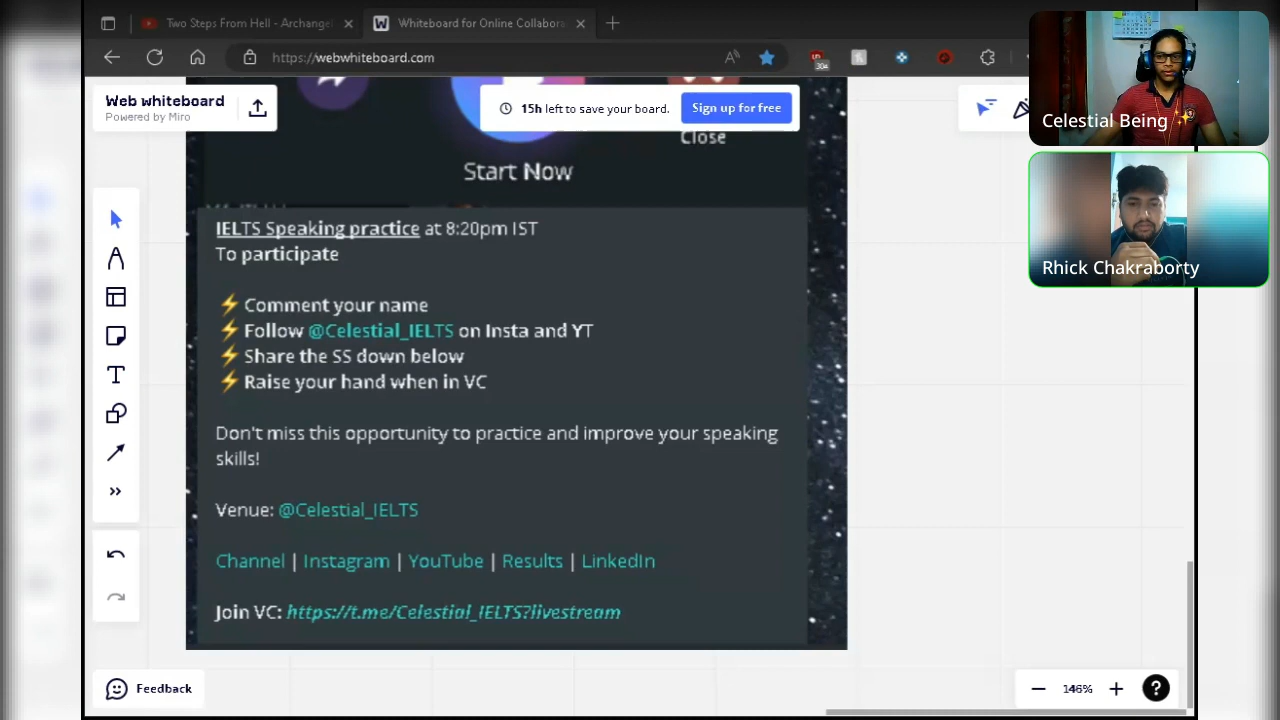 Two Steps From Hell - Archange
Whiteboard for Online Collabora
https://webwhiteboard.com
Web whiteboard
Powered by Miro
15h left to save your board.
Sign up for free
Close
Start Now
IELTS Speaking practice at 8:20pm IST
To participate
⚡Comment your name
⚡Follow @Celestial_IELTS on Insta and YT
⚡Share the SS down below
⚡Raise your hand when in VC
Don't miss this opportunity to practice and improve your speaking
skills!
Venue: @Celestial_IELTS
Channel | Instagram | YouTube | Results | LinkedIn
Join VC: https://t.me/Celestial_IELTS?livestream
Feedback
146%
Celestial Being ✨
Rhick Chakraborty